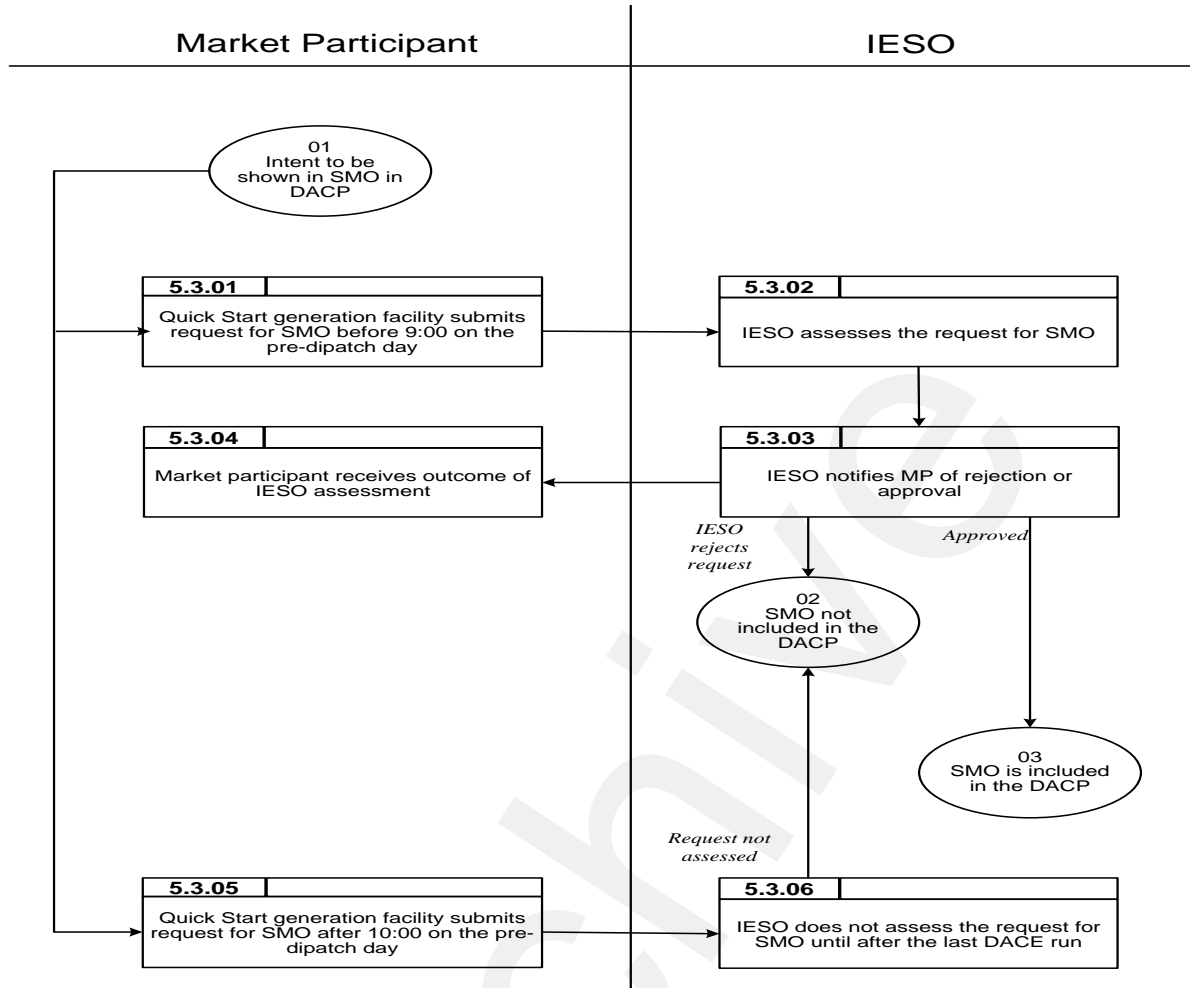 Market Participant
IESO
01
Intent to be
shown in SMO in
DACP
5.3.01
Quick Start generation facility submits
request for SMO before 9:00 on the
pre-dipatch day
5.3.02
IESO assesses the request for SMO
5.3.04
Market participant receives outcome of
IESO assessment
5.3.03
IESO notifies MP of rejection or
approval
IESO
rejects
request
Approved
02
SMO not
included in the
DACP
03
SMO is included
in the DACP
Request not
assessed
5.3.05
Quick Start generation facility submits
request for SMO after 10:00 on the pre-
dipatch day
5.3.06
IESO does not assess the request for
SMO until after the last DACE run